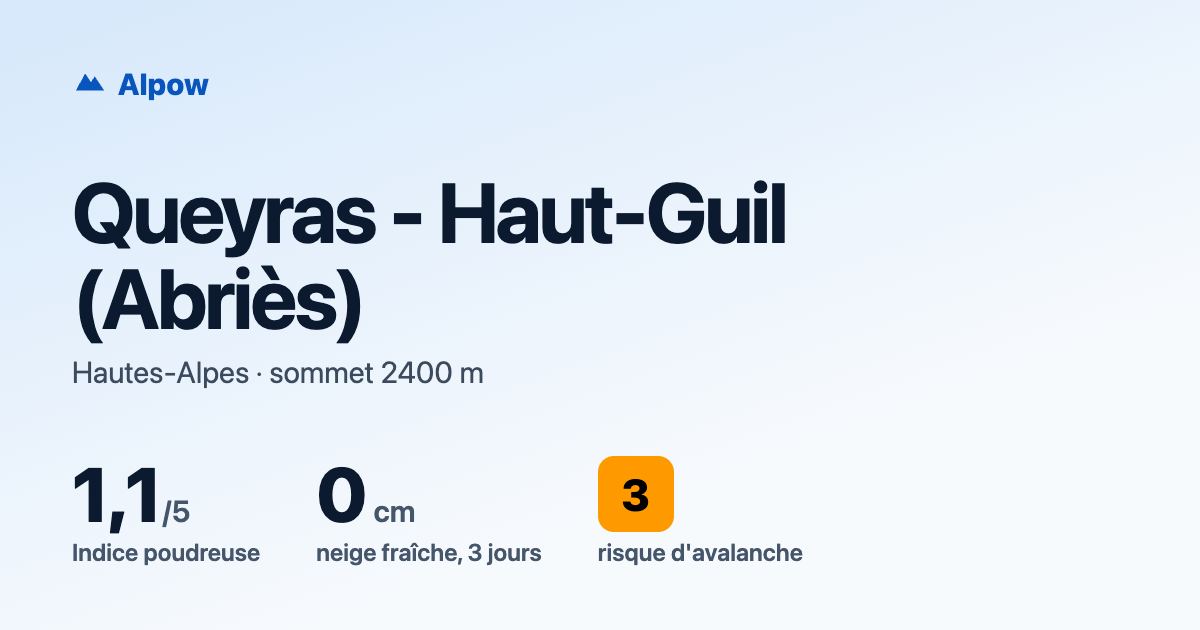 Alpow
Queyras - Haut-Guil
(Abriès)
Hautes-Alpes · sommet 2400 m
1,1/5
0 cm
3
Indice poudreuse
neige fraîche, 3 jours
risque d'avalanche